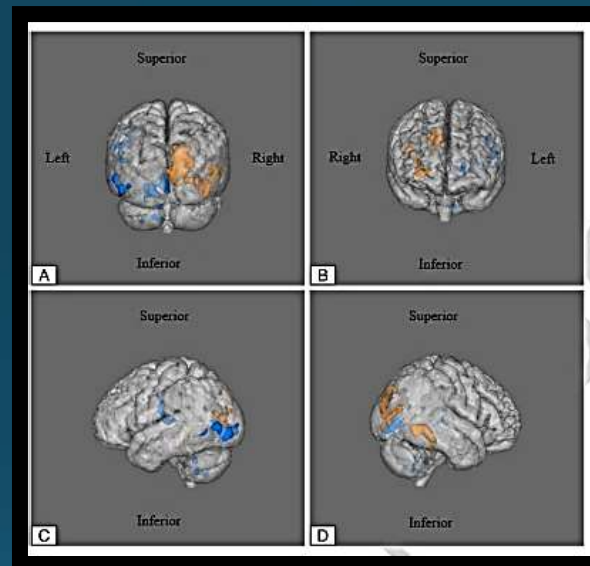 Superior
Superior
Left
Right
Right
Left
Inferior
Inferior
A
B
Superior
Superior
Inferior
Inferior
C
D